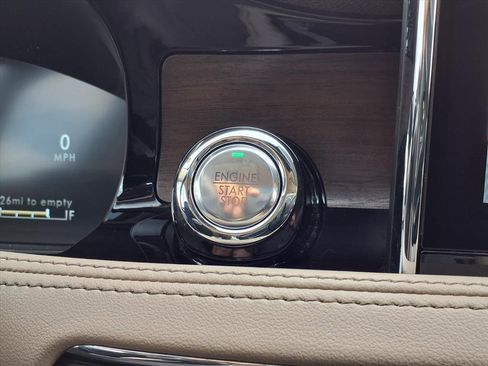 0
MPH
26mi to empty
F
ENGINE
START
STOP